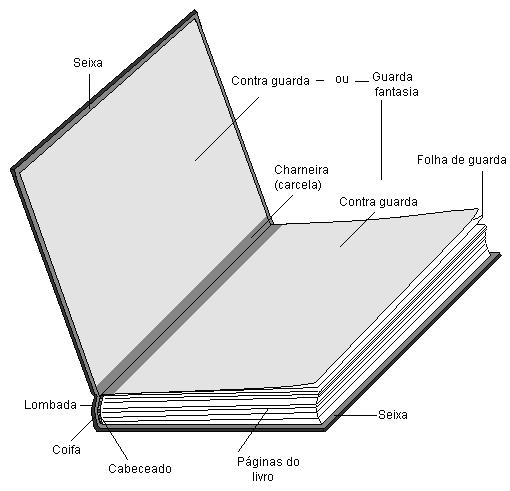 Seixa
Contra guarda — ou — Guarda
fantasia
Folha de guarda
Charneira
(carcela)
Contra guarda
Lombada
Seixa
Coifa
Cabeceado
Páginas do
livro